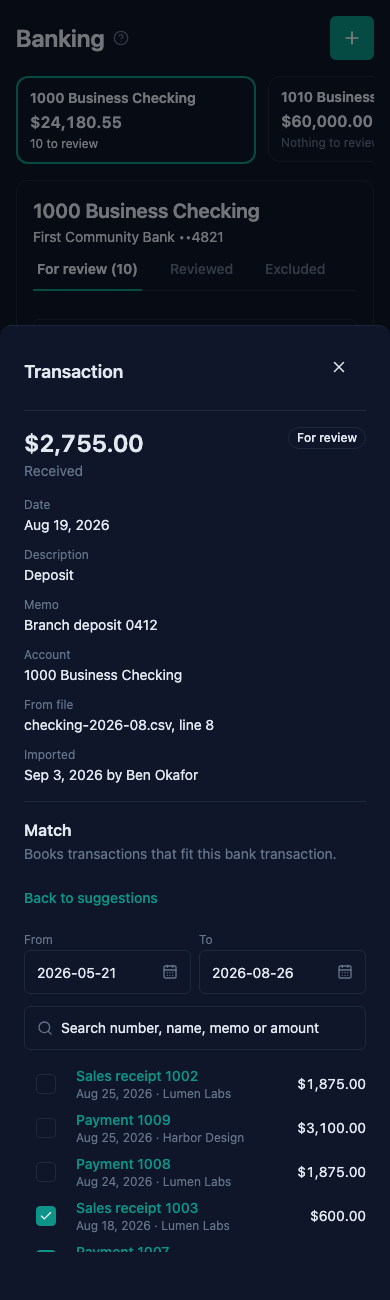 Banking
1000 Business Checking
$24,180.55
10 to review
1010 Business
$60,000.00
Nothing to review
1000 Business Checking
First Community Bank ••4821
For review (10)
Reviewed
Excluded
Transaction
$2,755.00
For review
Received
Date
Aug 19, 2026
Description
Deposit
Memo
Branch deposit 0412
Account
1000 Business Checking
From file
checking-2026-08.csv, line 8
Imported
Sep 3, 2026 by Ben Okafor
Match
Books transactions that fit this bank transaction.
Back to suggestions
From
To
2026-05-21
2026-08-26
Search number, name, memo or amount
Sales receipt 1002
$1,875.00
Aug 25, 2026 · Lumen Labs
Payment 1009
$3,100.00
Aug 25, 2026 · Harbor Design
Payment 1008
$1,875.00
Aug 24, 2026 · Lumen Labs
Sales receipt 1003
$600.00
Aug 18, 2026 · Lumen Labs
Payment 1007